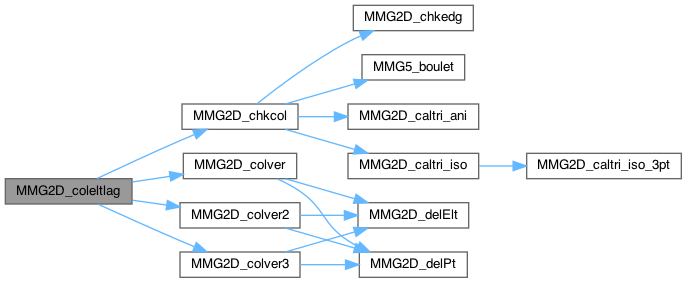 MMG2D_chkedg
MMG5_boulet
MMG2D_chkcol
MMG2D_caltri_ani
MMG2D_colver
MMG2D_caltri_iso
MMG2D_caltri_iso_3pt
MMG2D_coleltlag
MMG2D_colver2
MMG2D_delElt
MMG2D_colver3
MMG2D_delPt